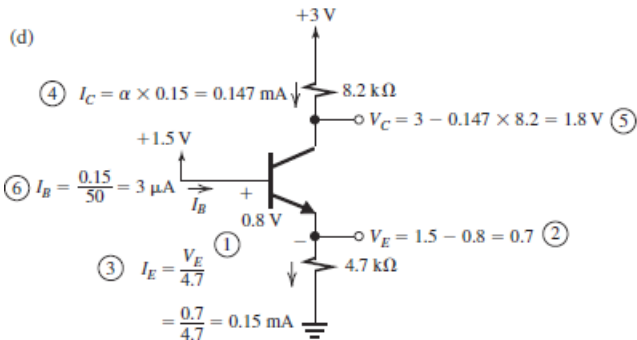 +3 V
(d)
④ I_C = α × 0.15 = 0.147 mA
8.2 kΩ
V_C = 3 − 0.147 × 8.2 = 1.8 V ⑤
+1.5 V
⑥ I_B = 0.15/50 = 3 μA
I_B
+
0.8 V
①
−
V_E = 1.5 − 0.8 = 0.7 ②
③ I_E = V_E/4.7
4.7 kΩ
= 0.7/4.7 = 0.15 mA